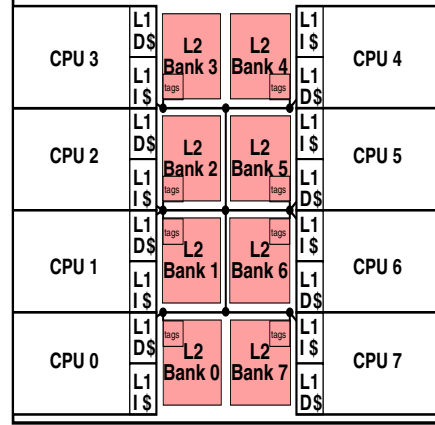 L1
D$
L1
I $
CPU 3
L2
Bank 3
tags
L2
Bank 4
tags
L1
I $
L1
D$
CPU 4
CPU 2
L1
D$
L1
I $
L2
Bank 2
tags
L2
Bank 5
tags
L1
I $
L1
D$
CPU 5
CPU 1
L1
D$
L1
I $
tags
L2
Bank 1
tags
L2
Bank 6
L1
I $
L1
D$
CPU 6
CPU 0
L1
D$
L1
I $
tags
L2
Bank 0
tags
L2
Bank 7
L1
I $
L1
D$
CPU 7